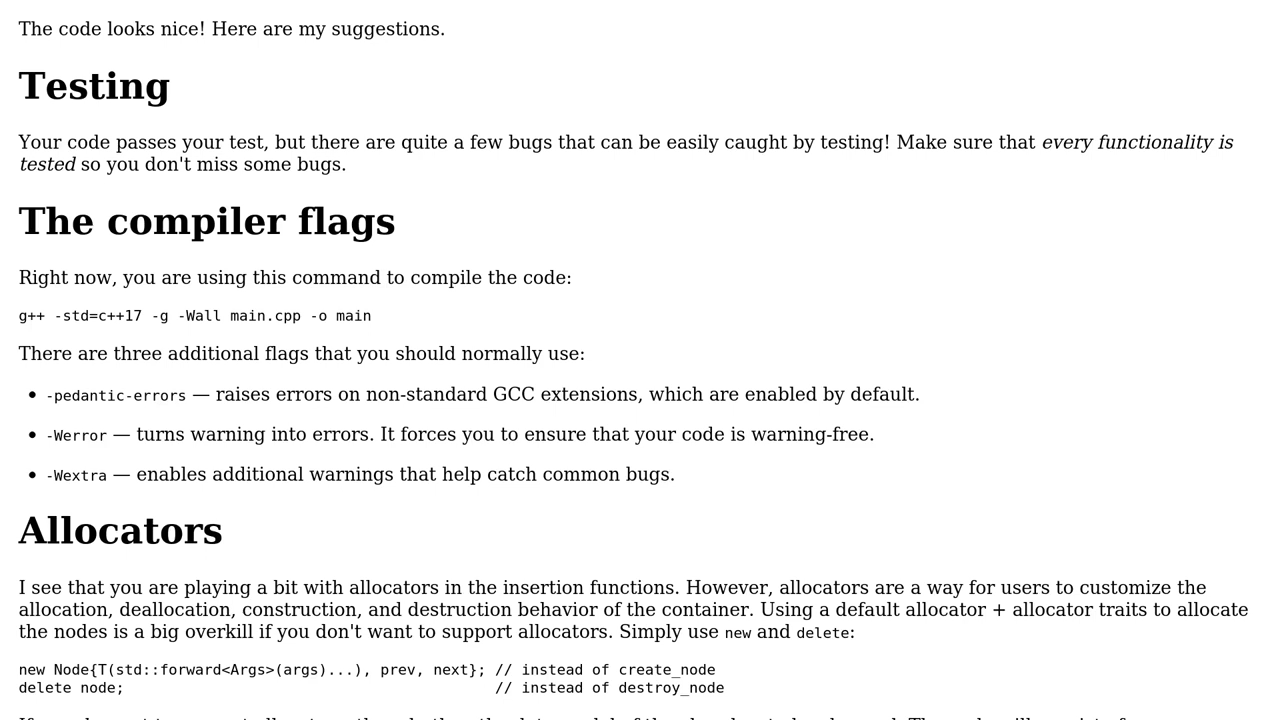 The code looks nice! Here are my suggestions.
Testing
Your code passes your test, but there are quite a few bugs that can be easily caught by testing! Make sure that every functionality is
tested so you don't miss some bugs.
The compiler flags
Right now, you are using this command to compile the code:
g++ -std=c++17 -g -Wall main.cpp -o main
There are three additional flags that you should normally use:
• -pedantic-errors — raises errors on non-standard GCC extensions, which are enabled by default.
• -Werror — turns warning into errors. It forces you to ensure that your code is warning-free.
• -Wextra — enables additional warnings that help catch common bugs.
Allocators
I see that you are playing a bit with allocators in the insertion functions. However, allocators are a way for users to customize the
allocation, deallocation, construction, and destruction behavior of the container. Using a default allocator + allocator traits to allocate
the nodes is a big overkill if you don't want to support allocators. Simply use new and delete:
new Node{T(std::forward<Args>(args)...), prev, next}; // instead of create_node
delete node;                                          // instead of destroy_node